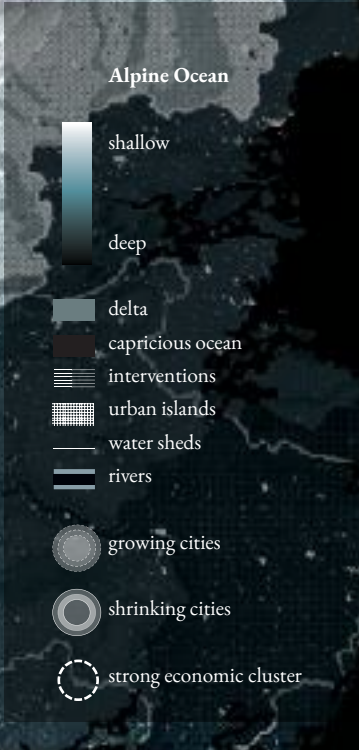 Alpine Ocean
shallow
deep
delta
capricious ocean
interventions
urban islands
water sheds
rivers
growing cities
shrinking cities
strong economic cluster